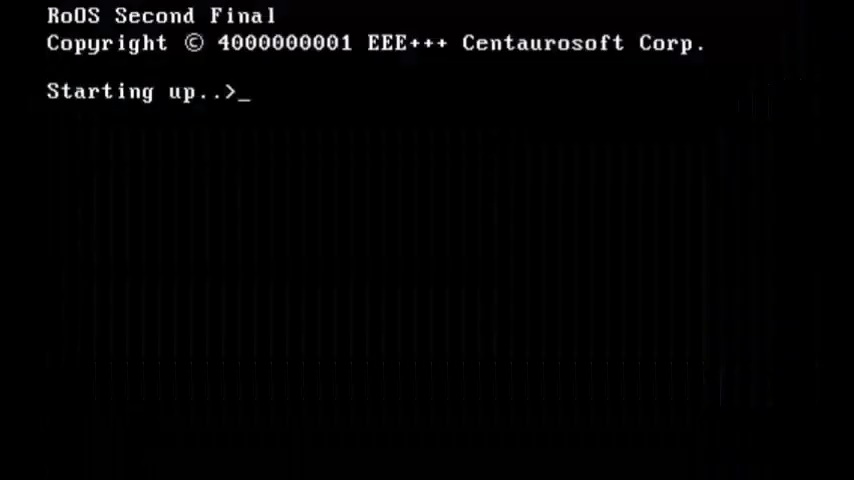 RoOS Second Final
Copyright © 4000000001 EEE+++ Centaurosoft Corp.
Starting up..>_